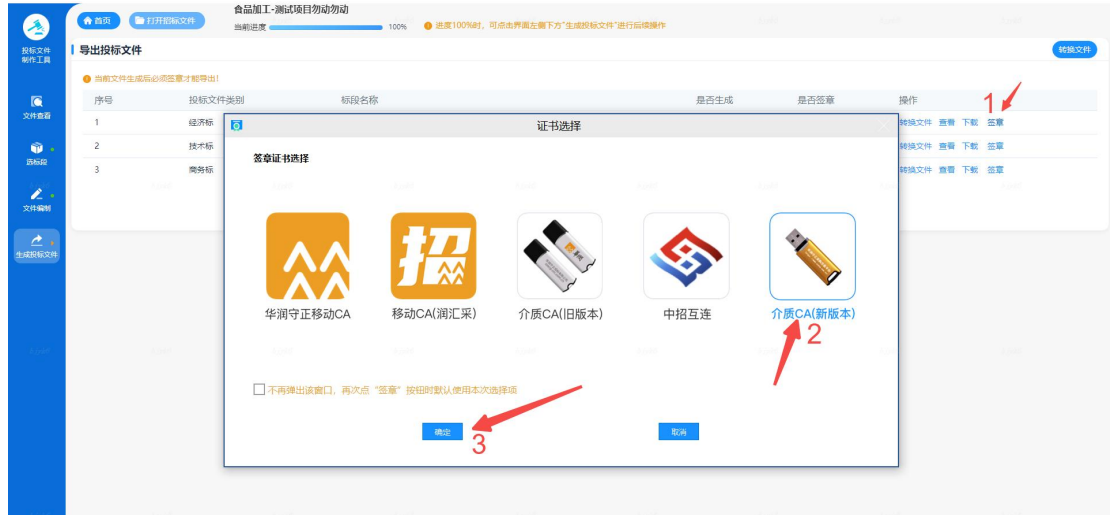 食品加工-测试项目勿动勿动
首页 打开招标文件 当前进度 100% 进度100%时，可点击界面左侧下方"生成投标文件"进行后续操作
投标文件
制作工具
导出投标文件 转换文件
当前文件生成后必须签章才能导出!
序号 投标文件类别 标段名称 是否生成 是否签章 操作 1
文件查看
1 经济标 转换文件 查看 下载 签章
2 技术标 转换文件 查看 下载 签章
3 商务标 转换文件 查看 下载 签章
选标段
文件编制
生成投标文件
证书选择
签章证书选择
招
华润守正移动CA 移动CA(润汇采) 介质CA(旧版本) 中招互连 介质CA(新版本)
2
不再弹出该窗口，再次点 "签章" 按钮时默认使用本次选择项
确定 取消
3